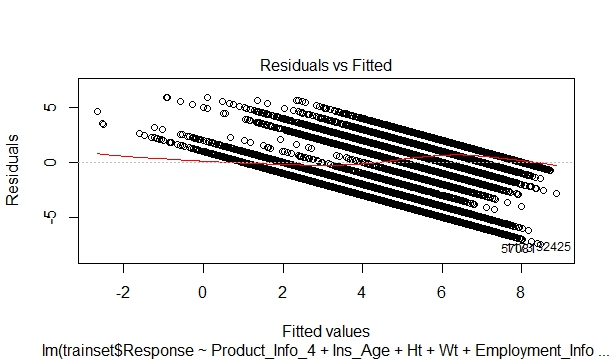 Residuals vs Fitted
Residuals
5
0
-5
52425
-2
0
2
4
6
8
Fitted values
lm(trainset$Response ~ Product_Info_4 + Ins_Age + Ht + Wt + Employment_Info ...